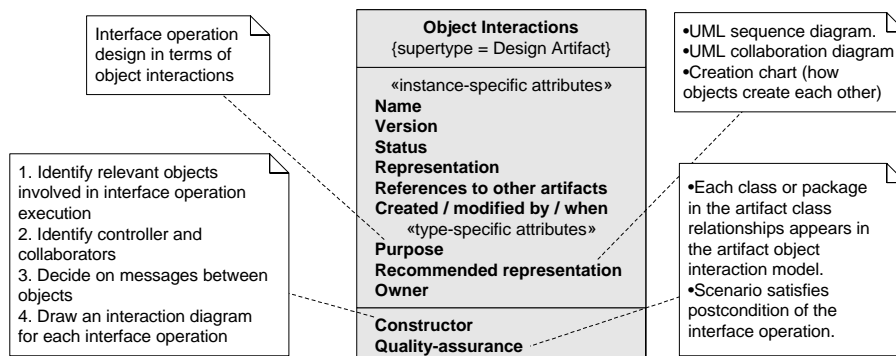 Interface operation
design in terms of
object interactions
Object Interactions
{supertype = Design Artifact}
«instance-specific attributes»
Name
Version
Status
Representation
References to other artifacts
Created / modified by / when
«type-specific attributes»
Purpose
Recommended representation
Owner
Constructor
Quality-assurance
•UML sequence diagram.
•UML collaboration diagram
•Creation chart (how
objects create each other)
1. Identify relevant objects
involved in interface operation
execution
2. Identify controller and
collaborators
3. Decide on messages between
objects
4. Draw an interaction diagram
for each interface operation
•Each class or package
in the artifact class
relationships appears in
the artifact object
interaction model.
•Scenario satisfies
postcondition of the
interface operation.